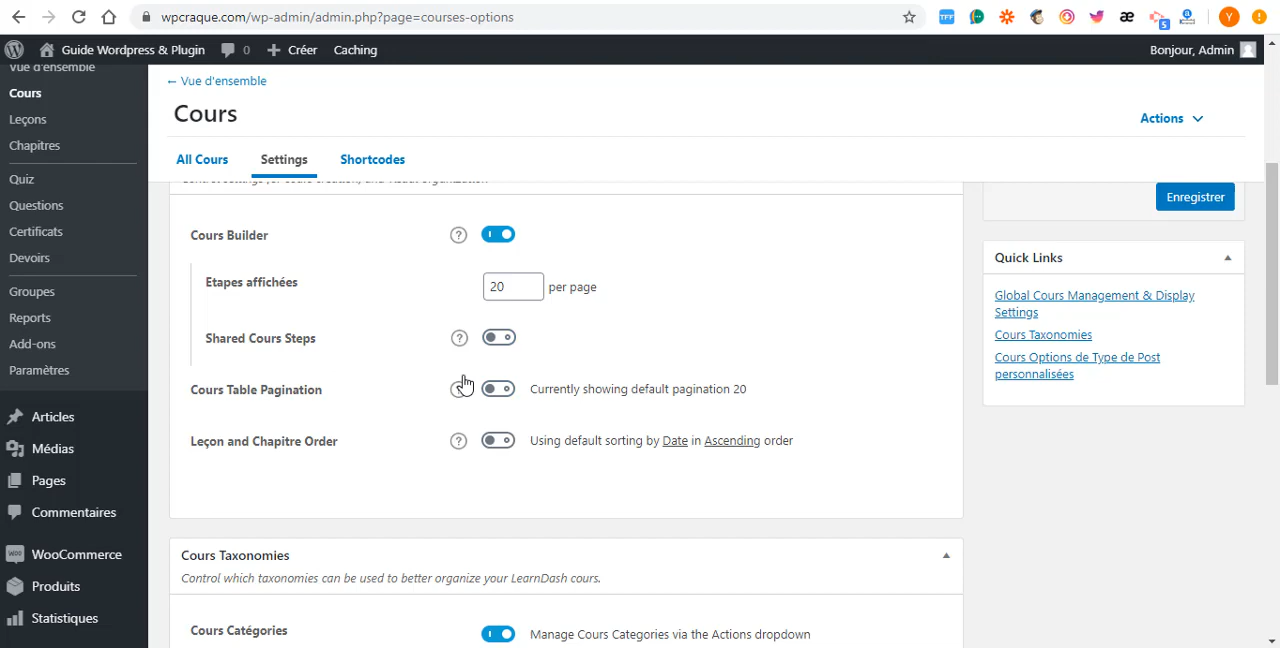 wpcraque.com/wp-admin/admin.php?page=courses-options
TFF
5
Y
Guide Wordpress & Plugin
0
Créer
Caching
Bonjour, Admin
Vue d'ensemble
Cours
Leçons
Chapitres
Quiz
Questions
Certificats
Devoirs
Groupes
Reports
Add-ons
Paramètres
Articles
Médias
Pages
Commentaires
WooCommerce
Produits
Statistiques
← Vue d'ensemble
Cours
Actions
All Cours
Settings
Shortcodes
Cours Builder
?
Etapes affichées
20
per page
Shared Cours Steps
?
Cours Table Pagination
Currently showing default pagination 20
Leçon and Chapitre Order
?
Using default sorting by Date in Ascending order
Cours Taxonomies
Control which taxonomies can be used to better organize your LearnDash cours.
Cours Catégories
Manage Cours Categories via the Actions dropdown
Enregistrer
Quick Links
Global Cours Management & Display
Settings
Cours Taxonomies
Cours Options de Type de Post
personnalisées